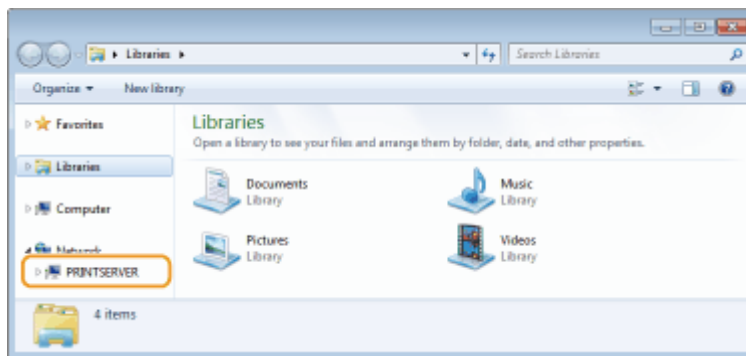 Libraries
Search Libraries
Organize
New library
Favorites
Libraries
Computer
Network
PRINTSERVER
Libraries
Open a library to see your files and arrange them by folder, date, and other properties.
Documents
Library
Music
Library
Pictures
Library
Videos
Library
4 items